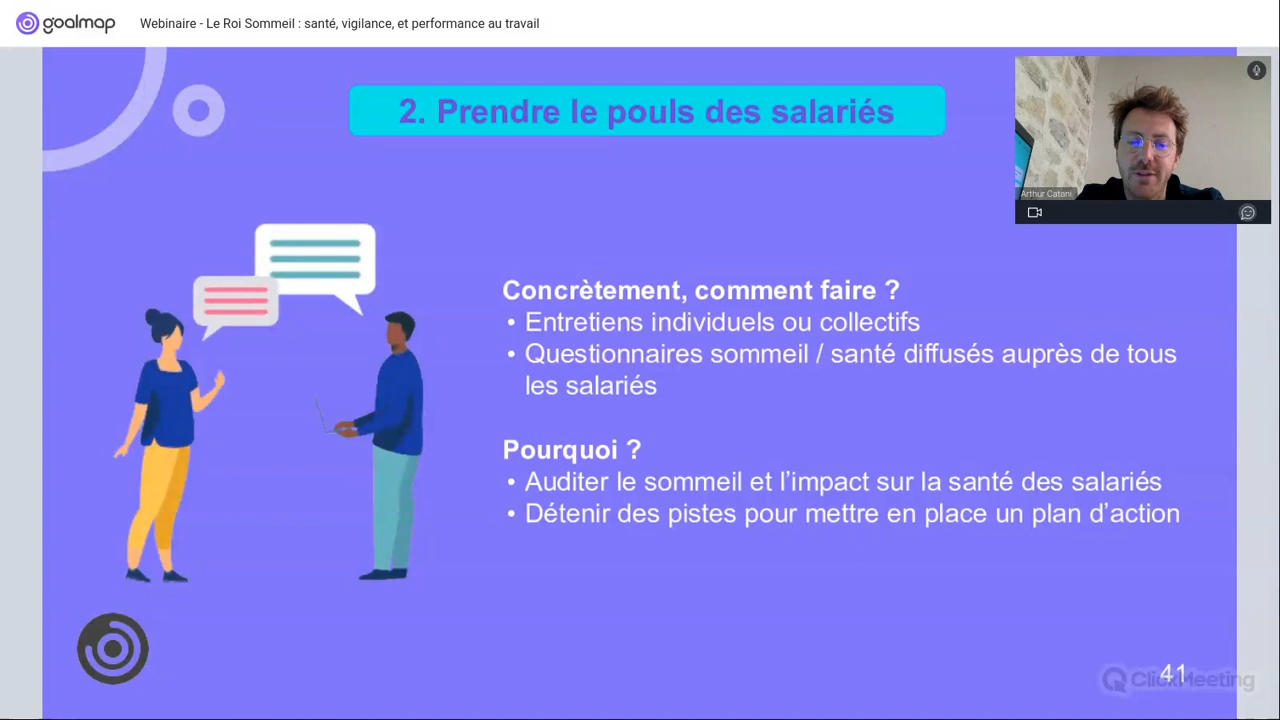 goalmap
Webinaire - Le Roi Sommeil : santé, vigilance, et performance au travail
2. Prendre le pouls des salariés
Arthur Catani
Concrètement, comment faire ?
• Entretiens individuels ou collectifs
• Questionnaires sommeil / santé diffusés auprès de tous
les salariés
Pourquoi ?
• Auditer le sommeil et l’impact sur la santé des salariés
• Détenir des pistes pour mettre en place un plan d’action
41
ClickMeeting